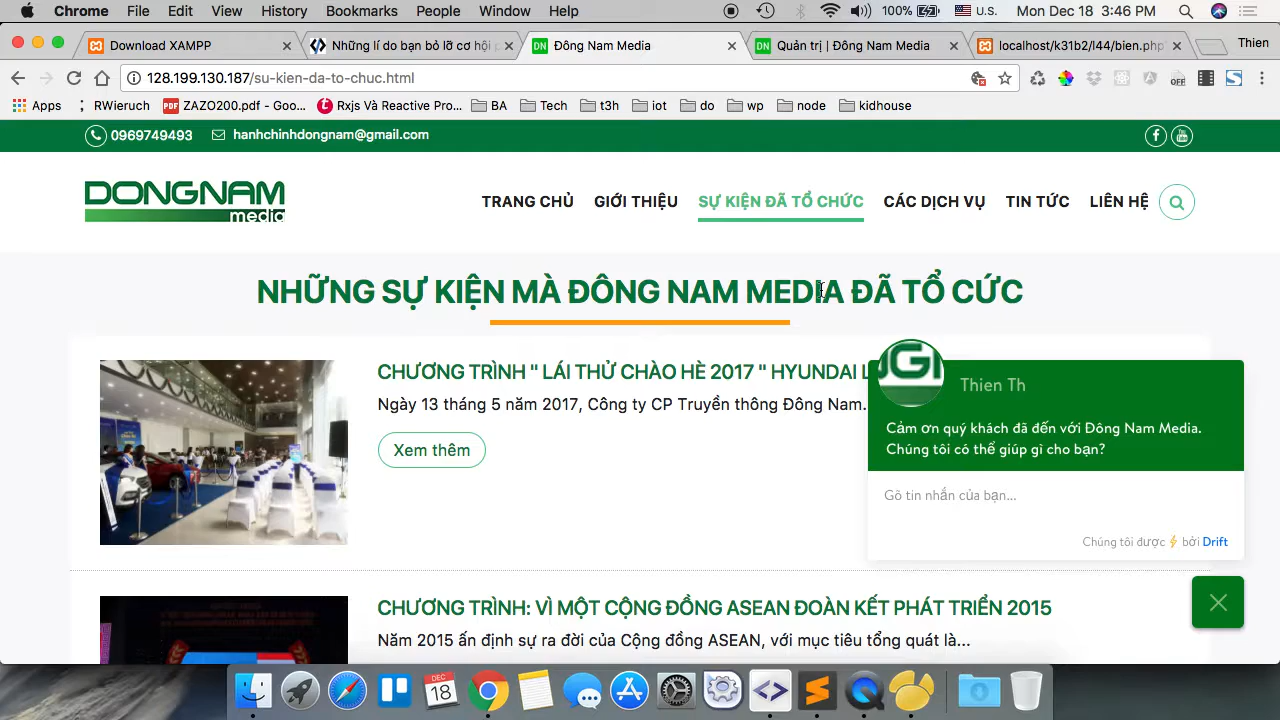 Chrome File Edit View History Bookmarks People Window Help 100% U.S. Mon Dec 18 3:46 PM
Download XAMPP Những lí do bạn bỏ lỡ cơ hội p DN Đông Nam Media DN Quản trị | Đông Nam Media localhost/k31b2/l44/bien.php Thien
128.199.130.187/su-kien-da-to-chuc.html OFF
Apps RWieruch PDF ZAZO200.pdf - Goo... Rxjs Và Reactive Pro... BA Tech t3h iot do wp node kidhouse
0969749493 hanhchinhdongnam@gmail.com
DONGNAM
media
TRANG CHỦ GIỚI THIỆU SỰ KIỆN ĐÃ TỔ CHỨC CÁC DỊCH VỤ TIN TỨC LIÊN HỆ
NHỮNG SỰ KIỆN MÀ ĐÔNG NAM MEDIA ĐÃ TỔ CỨC
CHƯƠNG TRÌNH " LÁI THỬ CHÀO HÈ 2017 " HYUNDAI L
Ngày 13 tháng 5 năm 2017, Công ty CP Truyền thông Đông Nam.
Xem thêm
Thien Th
Cảm ơn quý khách đã đến với Đông Nam Media.
Chúng tôi có thể giúp gì cho bạn?
Gõ tin nhắn của bạn...
Chúng tôi được ⚡ bởi Drift
CHƯƠNG TRÌNH: VÌ MỘT CỘNG ĐỒNG ASEAN ĐOÀN KẾT PHÁT TRIỂN 2015
Năm 2015 ấn định sự ra đời của Cộng đồng ASEAN, với mục tiêu tổng quát là...
DEC
18